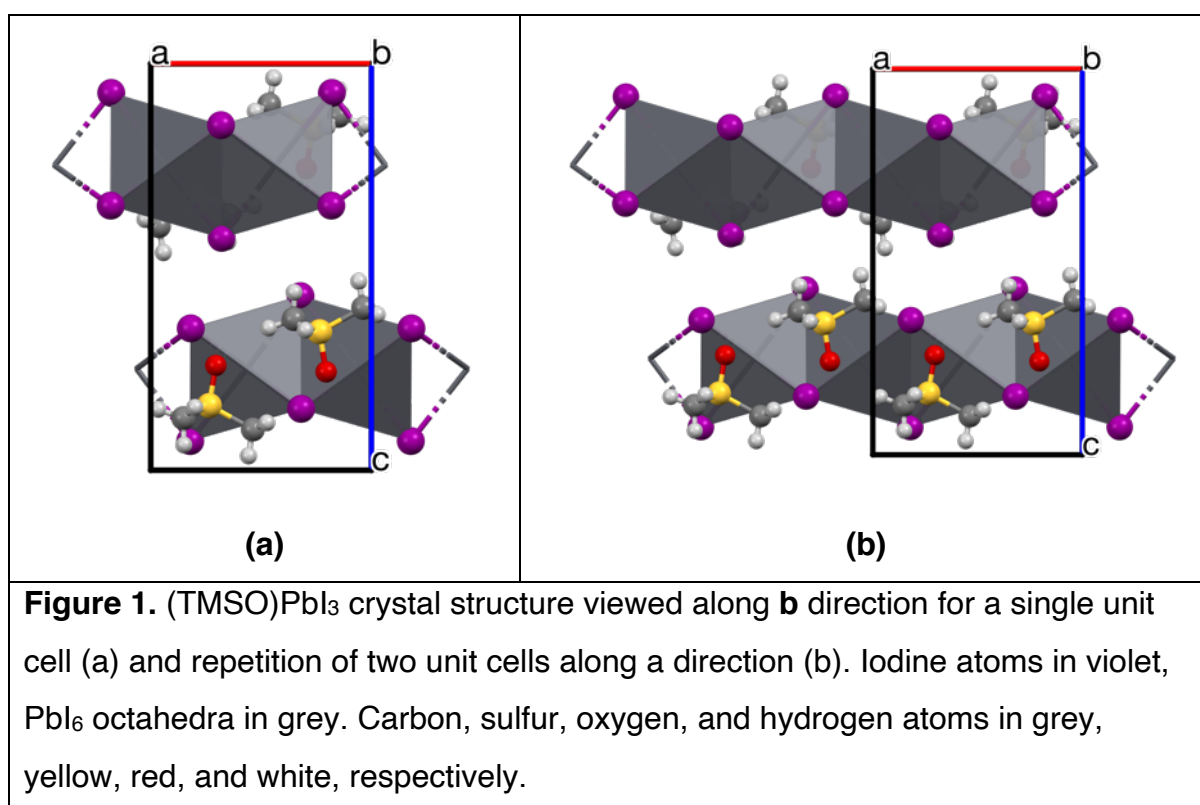 a b
c
(a)
a b
c
(b)
Figure 1. (TMSO)PbI₃ crystal structure viewed along b direction for a single unit
cell (a) and repetition of two unit cells along a direction (b). Iodine atoms in violet,
PbI₆ octahedra in grey. Carbon, sulfur, oxygen, and hydrogen atoms in grey,
yellow, red, and white, respectively.